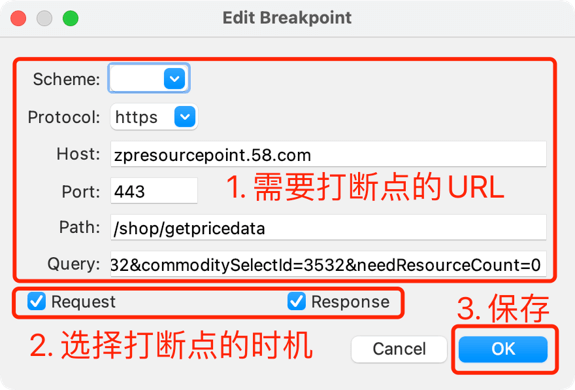 Edit Breakpoint
Scheme:
Protocol: https
Host: zpresourcepoint.58.com
Port: 443
1. 需要打断点的URL
Path: /shop/getpricedata
Query: 32&commoditySelectId=3532&needResourceCount=0
Request Response
3. 保存
2. 选择打断点的时机
Cancel OK